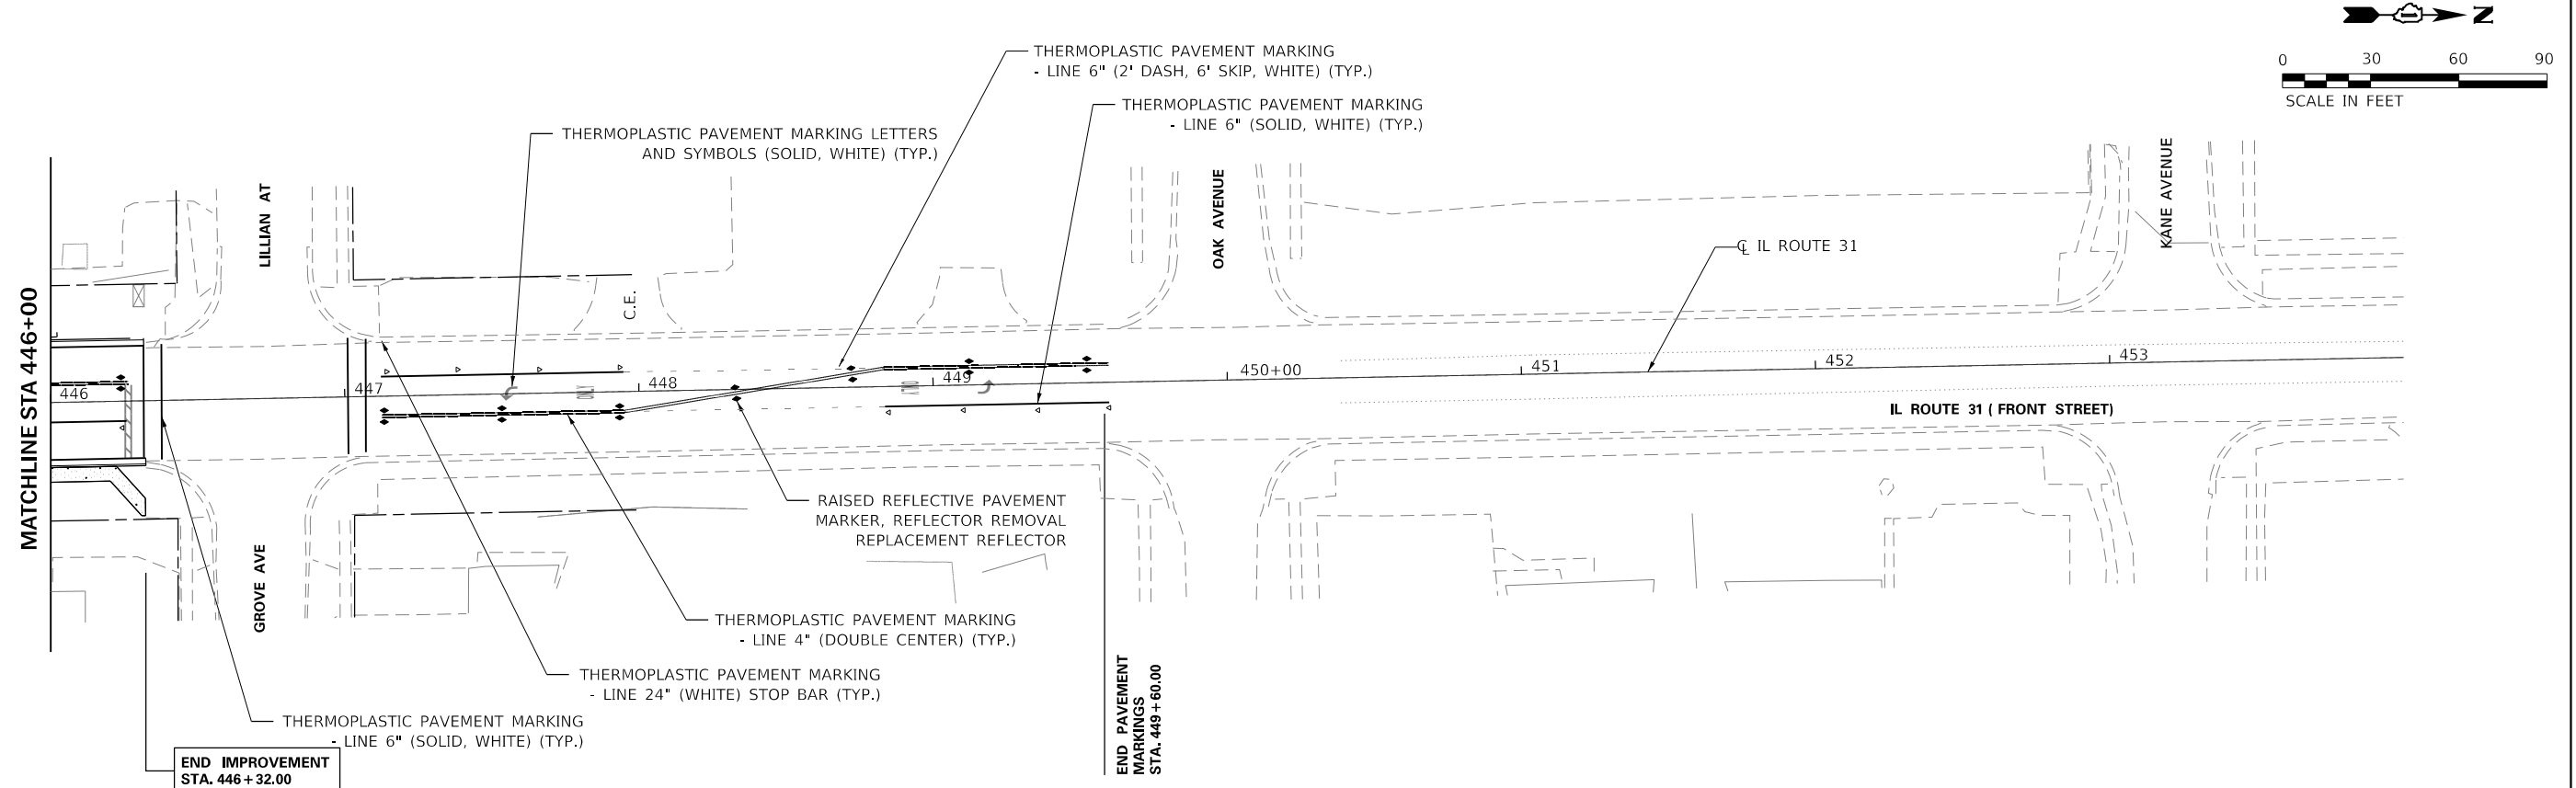 N
0 30 60 90
SCALE IN FEET
THERMOPLASTIC PAVEMENT MARKING
- LINE 6" (2' DASH, 6' SKIP, WHITE) (TYP.)
THERMOPLASTIC PAVEMENT MARKING
- LINE 6" (SOLID, WHITE) (TYP.)
THERMOPLASTIC PAVEMENT MARKING LETTERS
AND SYMBOLS (SOLID, WHITE) (TYP.)
LILLIAN AT
OAK AVENUE
KANE AVENUE
C.E.
℄ IL ROUTE 31
MATCHLINE STA 446+00
446
447
448
449
450+00
451
452
453
IL ROUTE 31 ( FRONT STREET)
GROVE AVE
RAISED REFLECTIVE PAVEMENT
MARKER, REFLECTOR REMOVAL
REPLACEMENT REFLECTOR
THERMOPLASTIC PAVEMENT MARKING
- LINE 4" (DOUBLE CENTER) (TYP.)
THERMOPLASTIC PAVEMENT MARKING
- LINE 24" (WHITE) STOP BAR (TYP.)
THERMOPLASTIC PAVEMENT MARKING
- LINE 6" (SOLID, WHITE) (TYP.)
END IMPROVEMENT
STA. 446+32.00
END PAVEMENT
MARKINGS
STA. 449+60.00